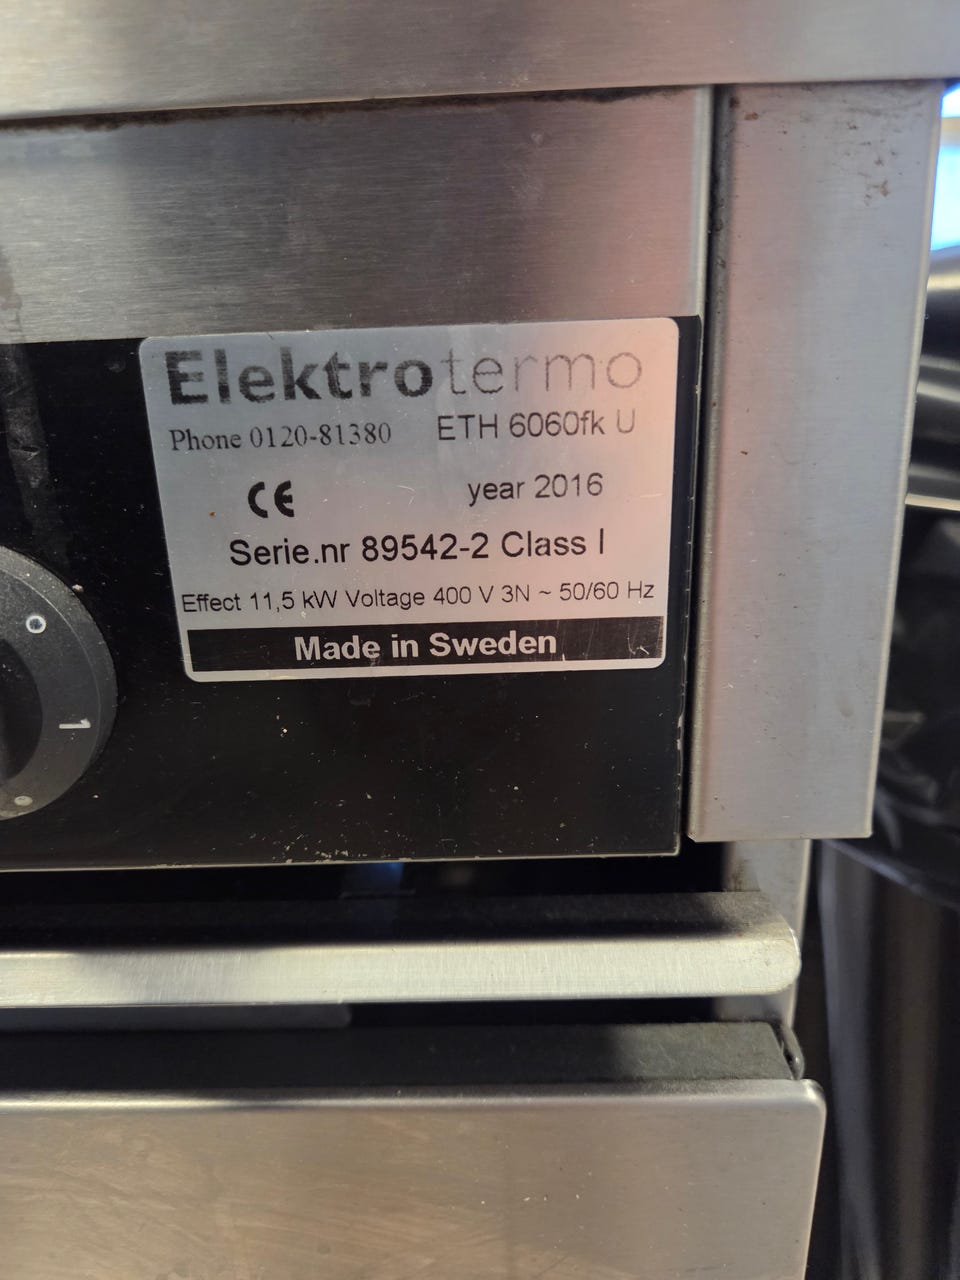 Elektrotermo
Phone 0120-81380 ETH 6060fk U
CE year 2016
Serie.nr 89542-2 Class I
Effect 11,5 kW Voltage 400 V 3N ~ 50/60 Hz
Made in Sweden
1